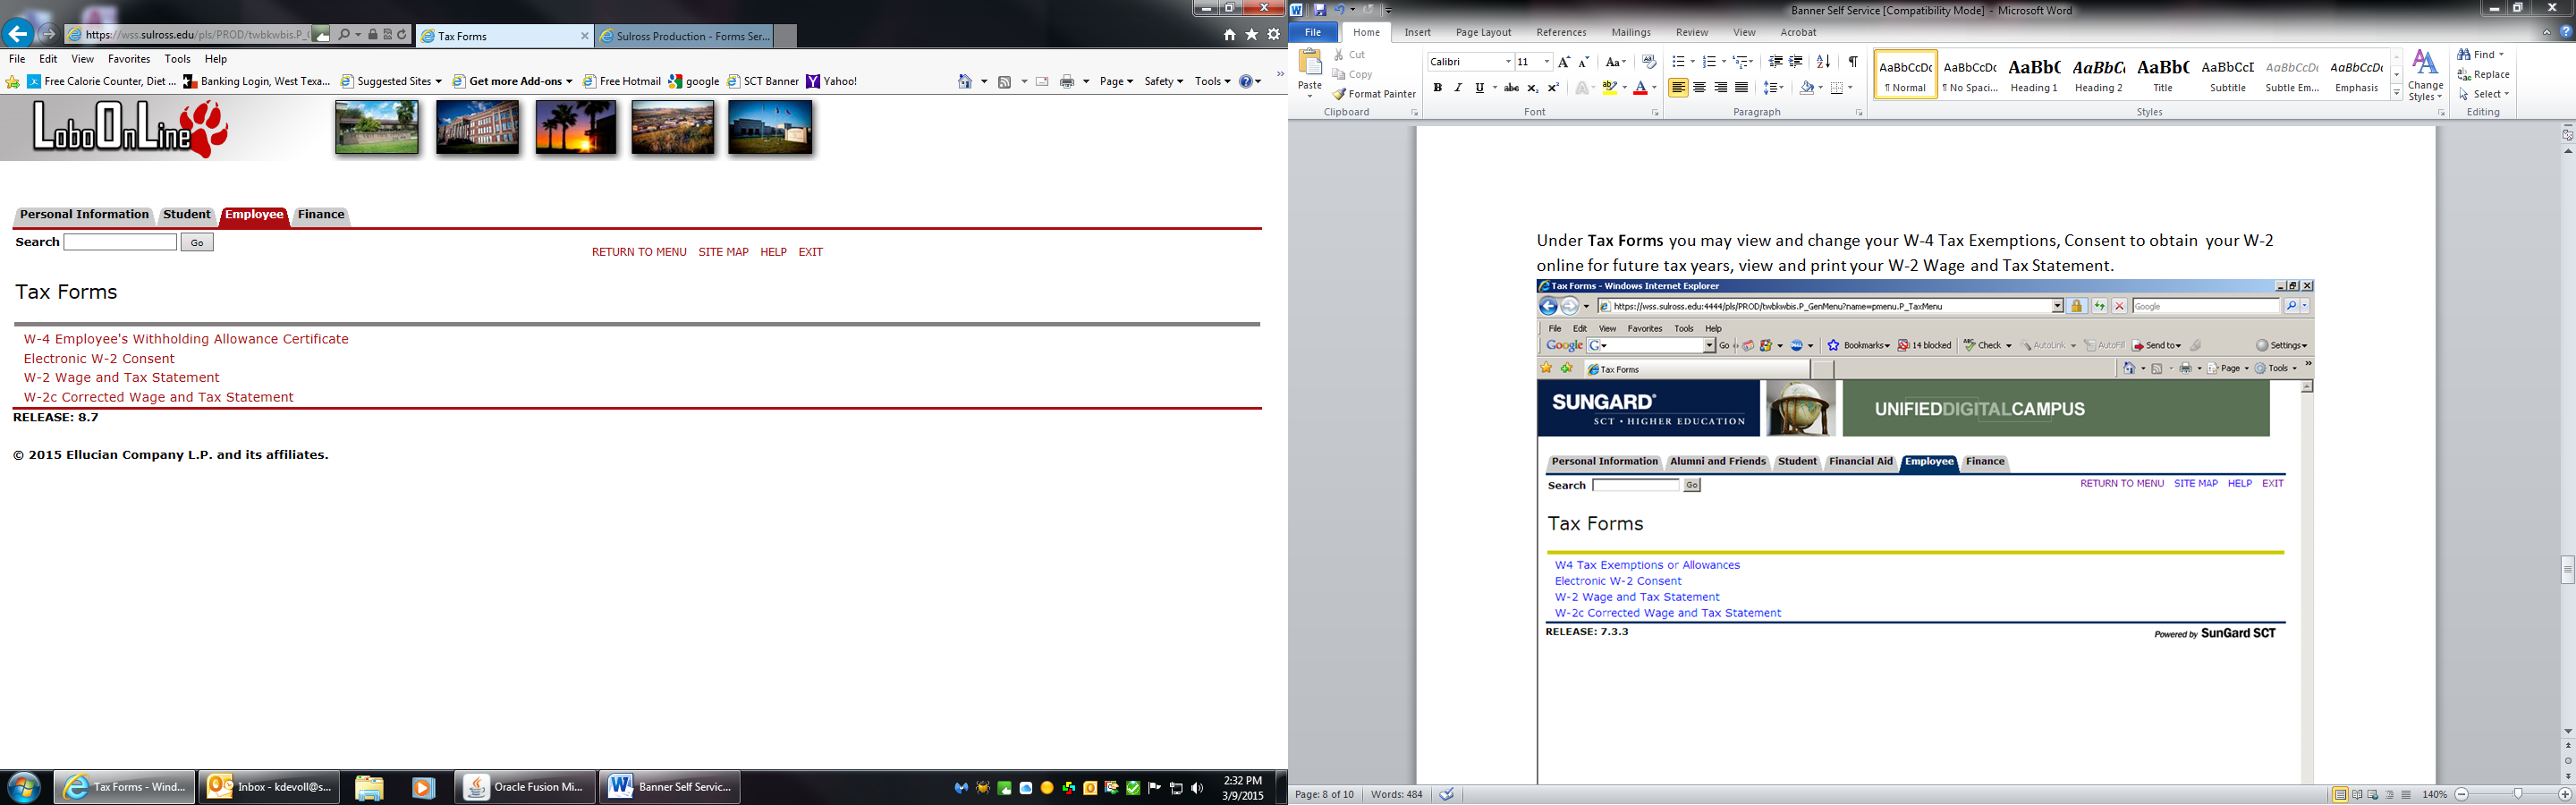 https://wss.sulross.edu/pls/PROD/twbkwbis.P_(
Tax Forms
Sulross Production - Forms Ser...
File Edit View Favorites Tools Help
Free Calorie Counter, Diet ...
Banking Login, West Texa...
Suggested Sites
Get more Add-ons
Free Hotmail
google
SCT Banner
Yahoo!
Page Safety Tools
LoboOnLine
Personal Information Student Employee Finance
Search Go
RETURN TO MENU SITE MAP HELP EXIT
Tax Forms
W-4 Employee's Withholding Allowance Certificate
Electronic W-2 Consent
W-2 Wage and Tax Statement
W-2c Corrected Wage and Tax Statement
RELEASE: 8.7
© 2015 Ellucian Company L.P. and its affiliates.
Tax Forms - Wind...
Inbox - kdevoll@s...
Oracle Fusion Mi...
Banner Self Servic...
2:32 PM
3/9/2015
Banner Self Service [Compatibility Mode] - Microsoft Word
File Home Insert Page Layout References Mailings Review View Acrobat
Paste
Cut
Copy
Format Painter
Clipboard
Calibri 11
Font
Paragraph
AaBbCcDc AaBbCcDc AaBb( AaBbC AaBb( AaBbCcI AaBbCcDc AaBbCcDc
¶ Normal ¶ No Spaci... Heading 1 Heading 2 Title Subtitle Subtle Em... Emphasis
Styles
Change Styles
Find
Replace
Select
Editing
Under Tax Forms you may view and change your W-4 Tax Exemptions, Consent to obtain your W-2
online for future tax years, view and print your W-2 Wage and Tax Statement.
Tax Forms - Windows Internet Explorer
https://wss.sulross.edu:4444/pls/PROD/twbkwbis.P_GenMenu?name=pmenu.P_TaxMenu
Google
File Edit View Favorites Tools Help
Google G Go Bookmarks 14 blocked Check AutoLink AutoFill Send to Settings
Tax Forms
Page Tools
SUNGARD®
SCT • HIGHER EDUCATION
UNIFIEDDIGITALCAMPUS
Personal Information Alumni and Friends Student Financial Aid Employee Finance
Search Go
RETURN TO MENU SITE MAP HELP EXIT
Tax Forms
W4 Tax Exemptions or Allowances
Electronic W-2 Consent
W-2 Wage and Tax Statement
W-2c Corrected Wage and Tax Statement
RELEASE: 7.3.3
Powered by SunGard SCT
Page: 8 of 10
Words: 484
140%